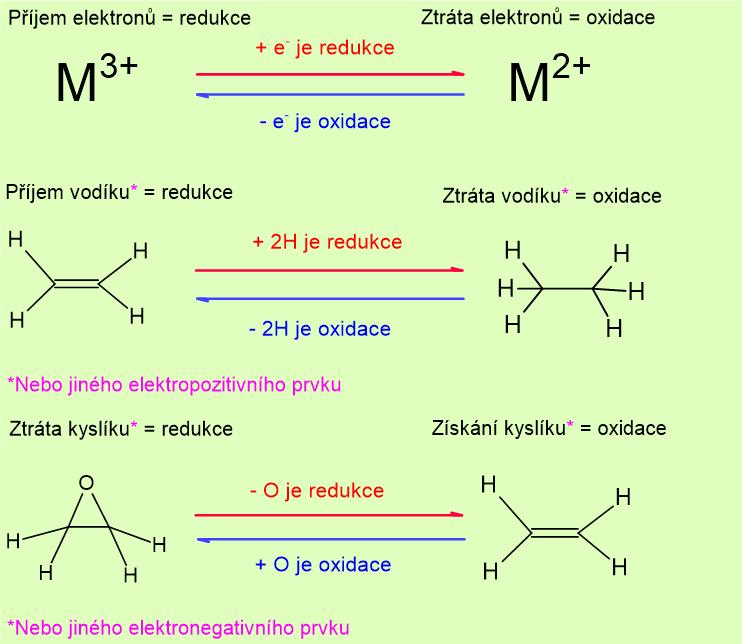 Příjem elektronů = redukce
Ztráta elektronů = oxidace
+ e- je redukce
M3+
M2+
- e- je oxidace
Příjem vodíku* = redukce
Ztráta vodíku* = oxidace
H
H
H
H
+ 2H je redukce
- 2H je oxidace
H
H
H
H
H
H
*Nebo jiného elektropozitivního prvku
Ztráta kyslíku* = redukce
Získání kyslíku* = oxidace
O
H
H
H
H
- O je redukce
+ O je oxidace
H
H
H
H
*Nebo jiného elektronegativního prvku